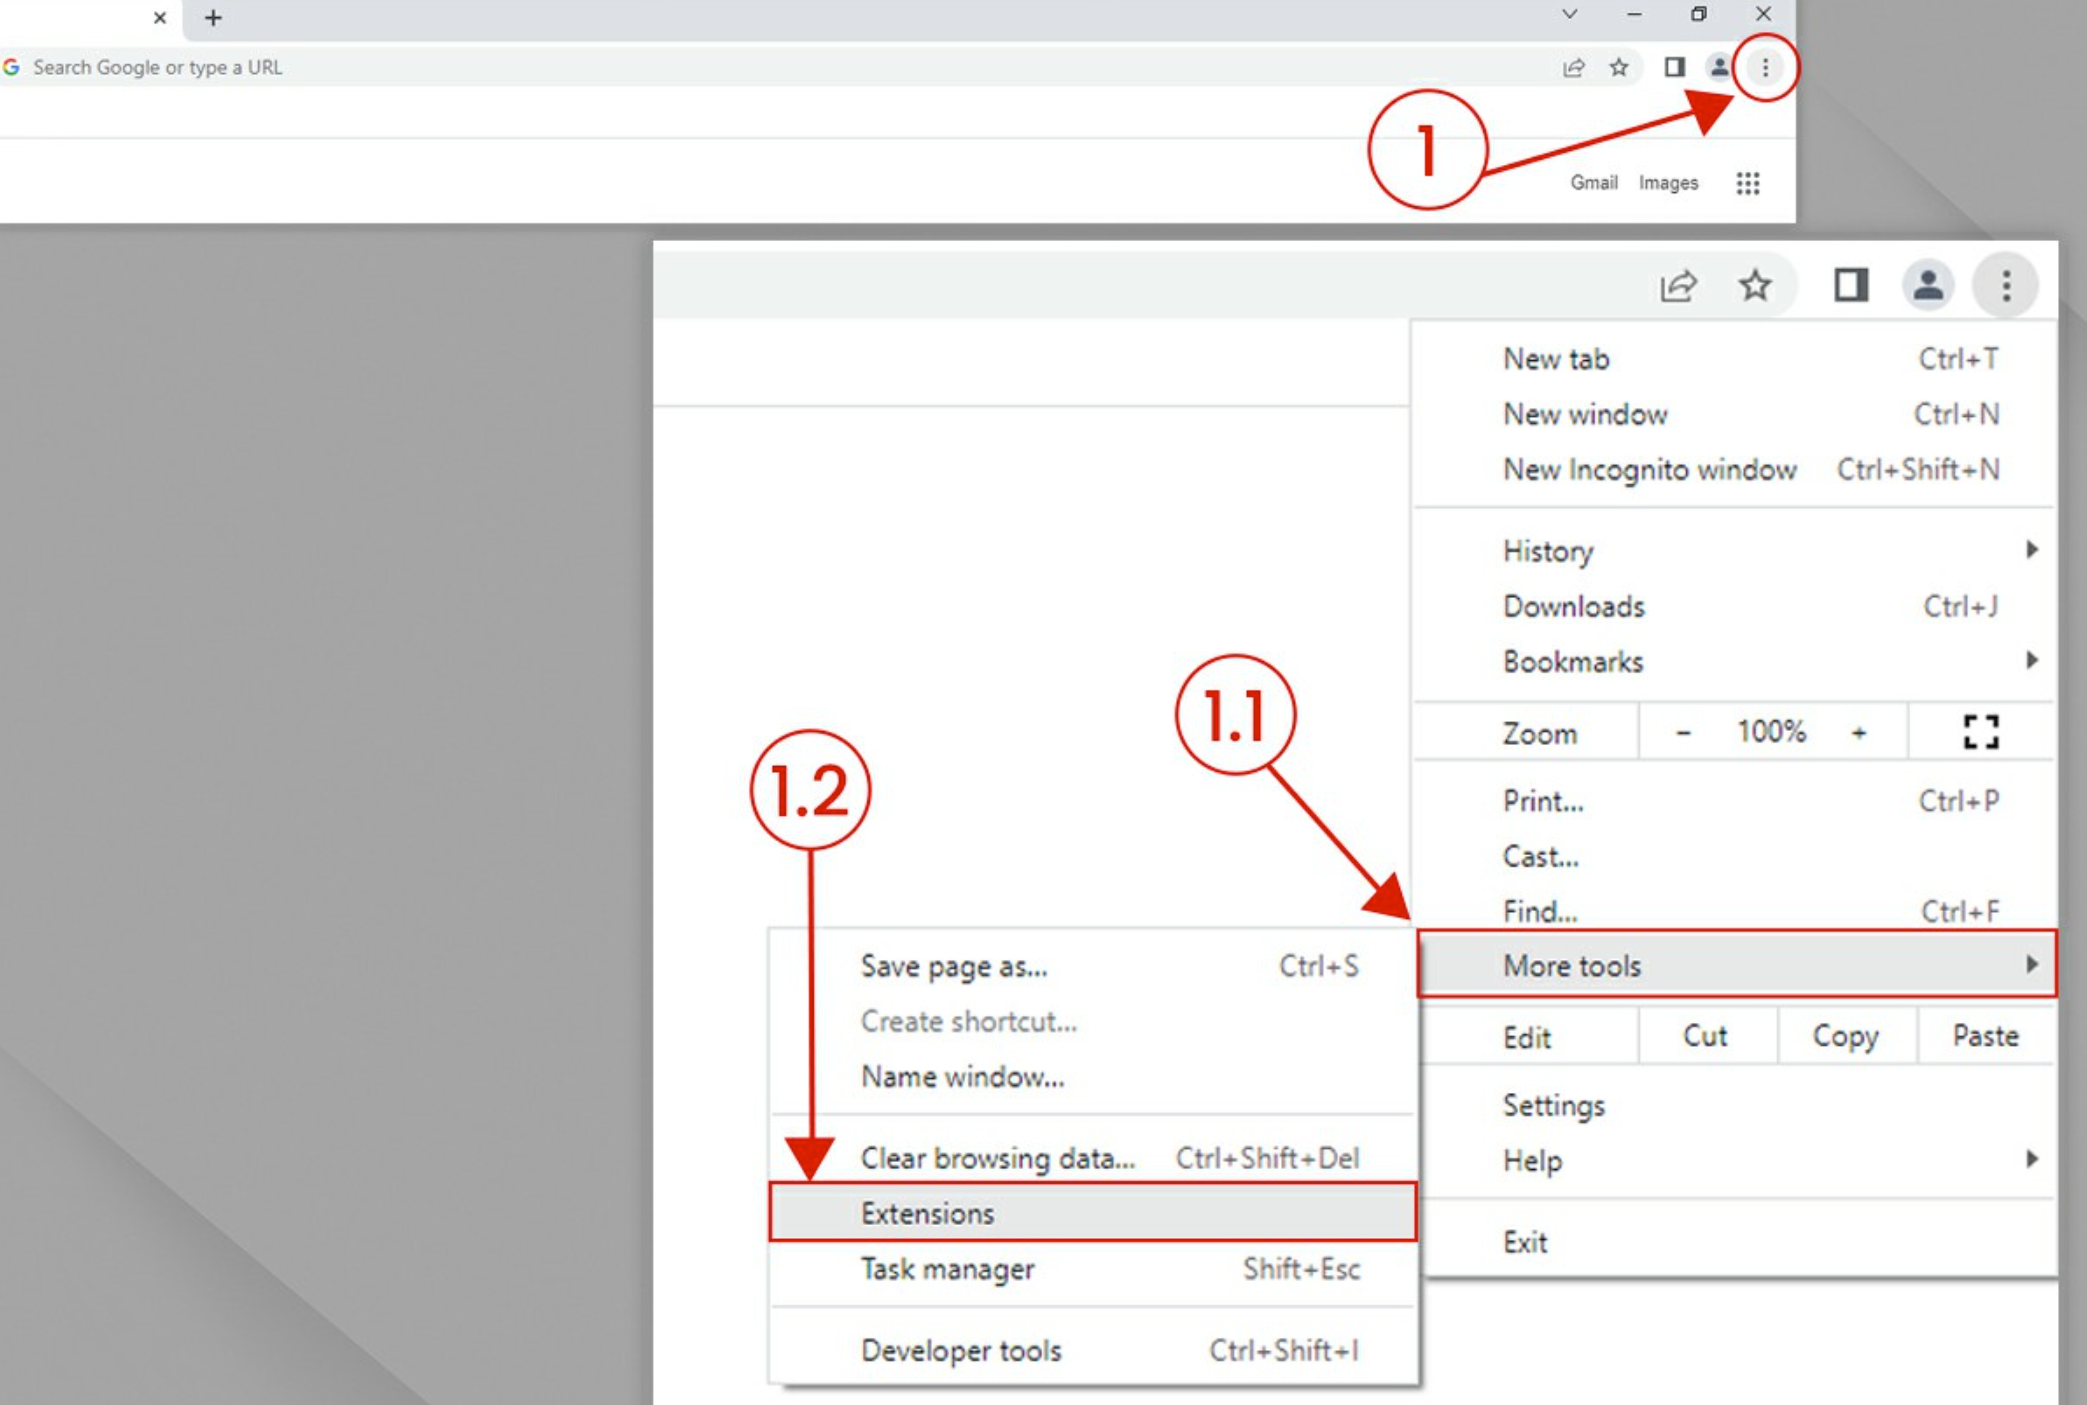 Search Google or type a URL
1
Gmail Images
New tab Ctrl+T
New window Ctrl+N
New Incognito window Ctrl+Shift+N
History
Downloads Ctrl+J
Bookmarks
Zoom - 100% +
Print... Ctrl+P
Cast...
Find... Ctrl+F
1.1
More tools
Edit Cut Copy Paste
Settings
Help
Exit
1.2
Save page as... Ctrl+S
Create shortcut...
Name window...
Clear browsing data... Ctrl+Shift+Del
Extensions
Task manager Shift+Esc
Developer tools Ctrl+Shift+I